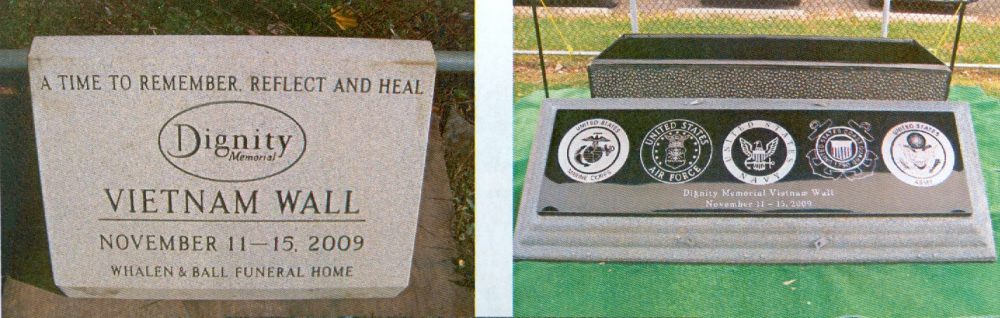 A TIME TO REMEMBER, REFLECT AND HEAL
Dignity
Memorial
VIETNAM WALL
NOVEMBER 11—15, 2009
WHALEN & BALL FUNERAL HOME
UNITED STATES
MARINE CORPS
UNITED STATES
AIR FORCE
UNITED STATES
NAVY
UNITED STATES
UNITED STATES
ARMY
Dignity Memorial Vietnam Wall
November 11 - 15, 2009